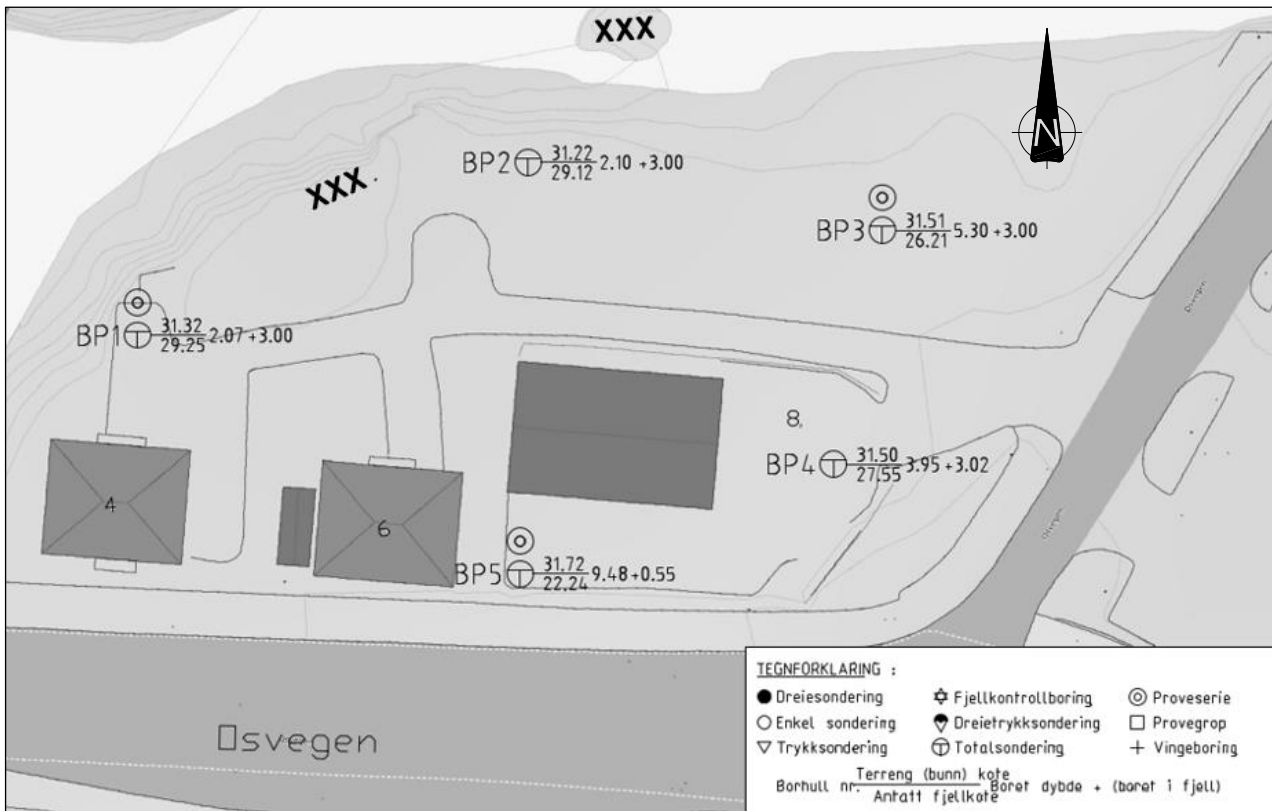 XXX
N
BP2 31.22 2.10 +3.00
29.12
XXX
BP3 31.51 5.30 +3.00
26.21
BP1 31.32 2.07 +3.00
29.25
8
BP4 31.50 3.95 +3.02
27.55
4
6
BP5 31.72 9.48 +0.55
22.24
Osvegen
Osvegen
TEGNFORKLARING :
Dreiesondering
Fjellkontrollboring
Proveserie
Enkel sondering
Dreietrykksondering
Provegrop
Trykksondering
Totalsondering
Vingeboring
Borhull nr. Terreng (bunn) kote Boret dybde + (boret i fjell)
Antatt fjellkote